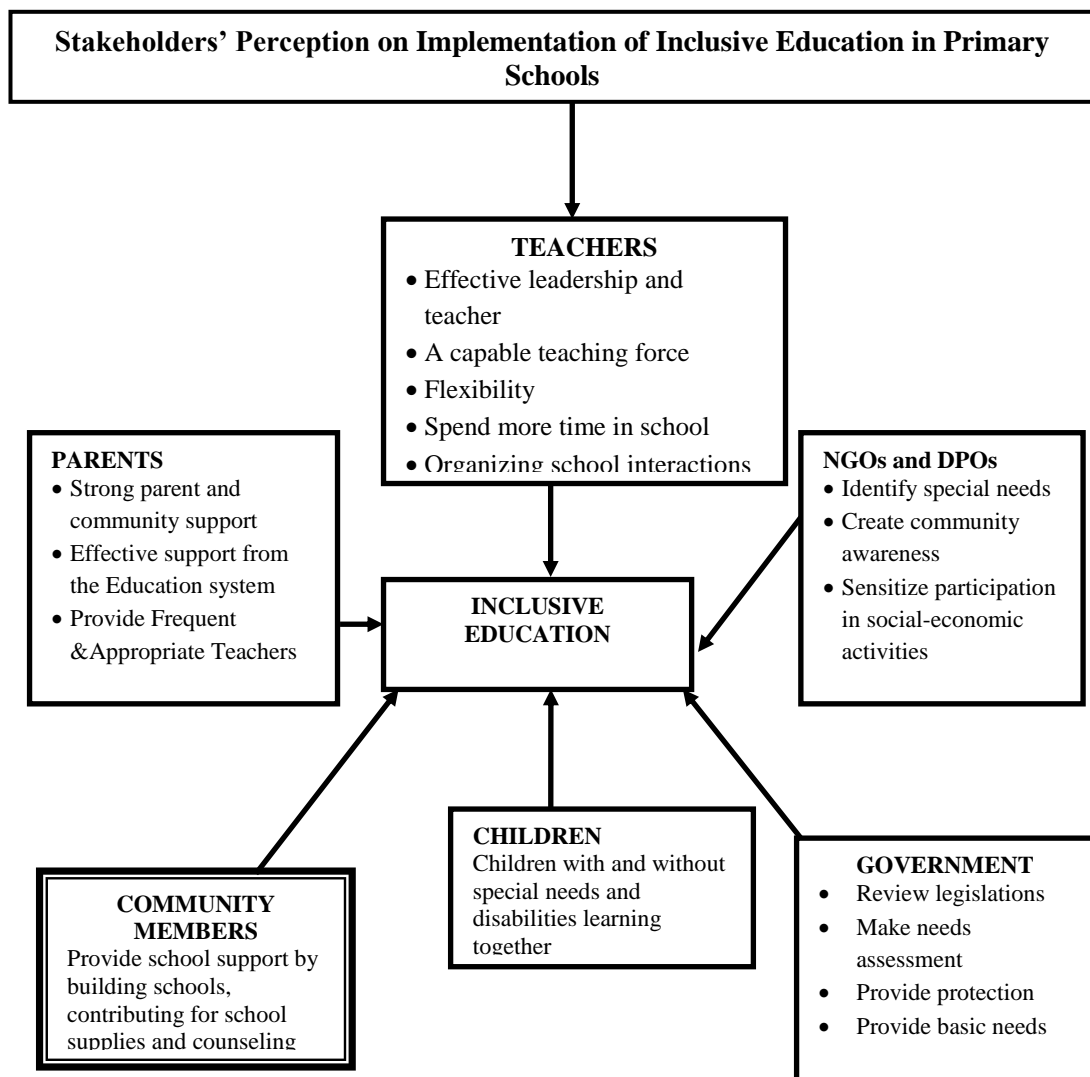 Stakeholders’ Perception on Implementation of Inclusive Education in Primary
Schools
TEACHERS
• Effective leadership and
teacher
• A capable teaching force
• Flexibility
• Spend more time in school
• Organizing school interactions
PARENTS
• Strong parent and
community support
• Effective support from
the Education system
• Provide Frequent
&Appropriate Teachers
NGOs and DPOs
• Identify special needs
• Create community
awareness
• Sensitize participation
in social-economic
activities
INCLUSIVE
EDUCATION
COMMUNITY
MEMBERS
Provide school support by
building schools,
contributing for school
supplies and counseling
CHILDREN
Children with and without
special needs and
disabilities learning
together
GOVERNMENT
• Review legislations
• Make needs
assessment
• Provide protection
• Provide basic needs